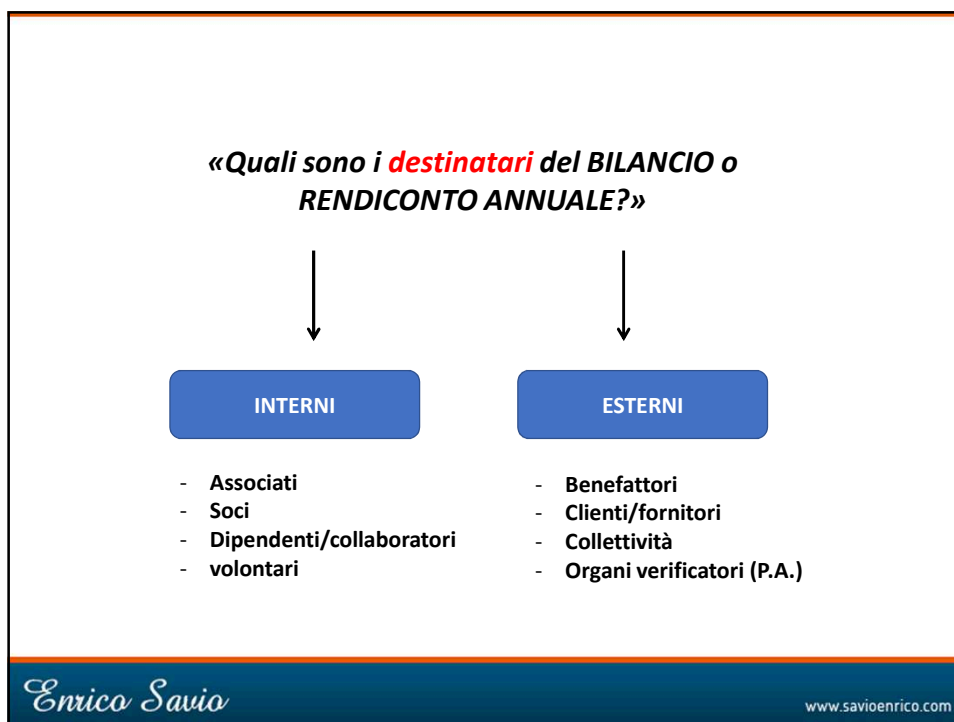 «Quali sono i destinatari del BILANCIO o
RENDICONTO ANNUALE?»
INTERNI
- Associati
- Soci
- Dipendenti/collaboratori
- volontari
ESTERNI
- Benefattori
- Clienti/fornitori
- Collettività
- Organi verificatori (P.A.)
Enrico Savio
www.savioenrico.com